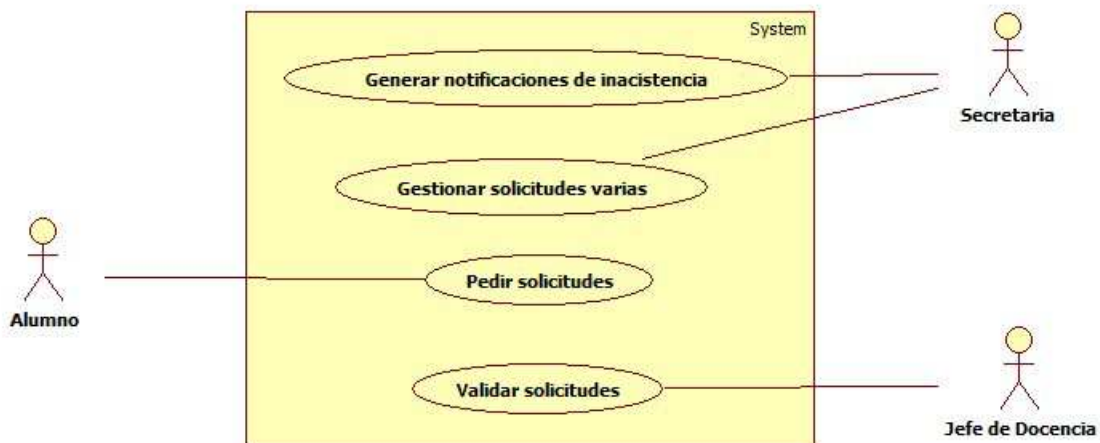 System
Generar notificaciones de inacistencia
Secretaria
Gestionar solicitudes varias
Pedir solicitudes
Alumno
Validar solicitudes
Jefe de Docencia